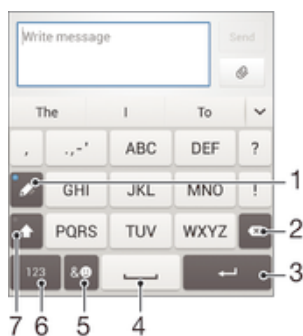 Write message Send
The I To
, .,-' ABC DEF ?
GHI JKL MNO ! 1
PQRS TUV WXYZ 2
123 &☻ 3
7 6 5 4